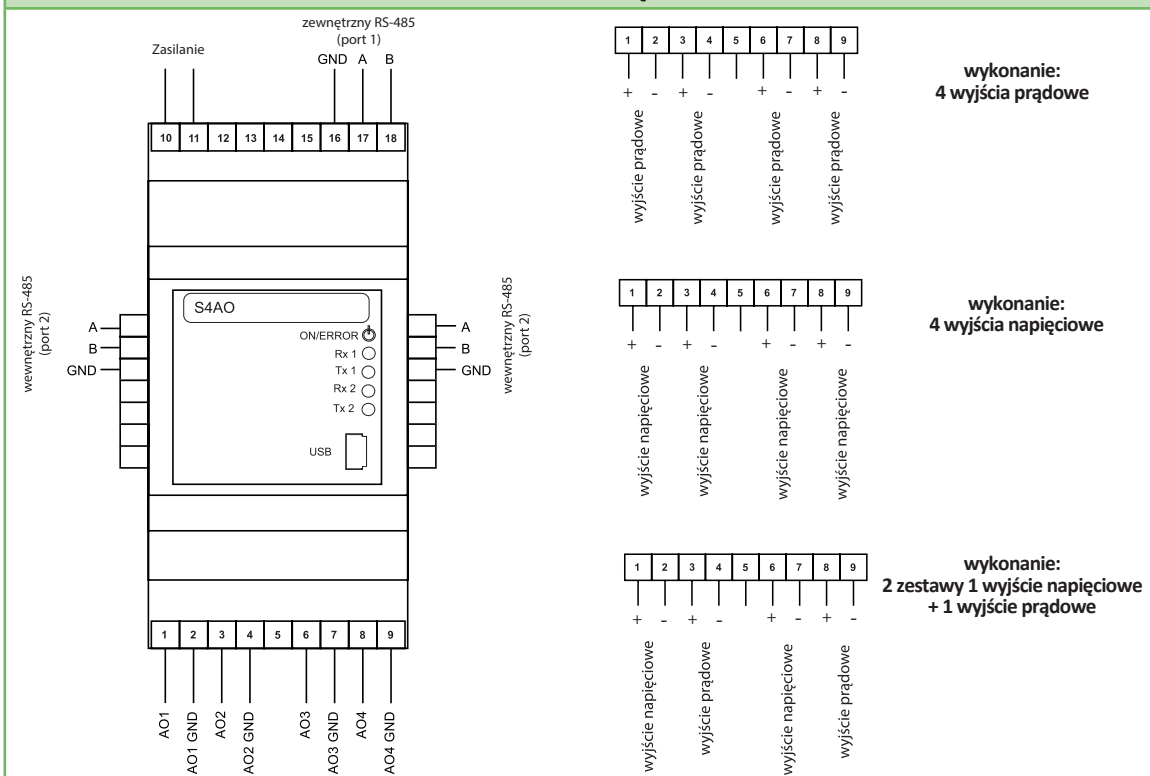 zewnętrzny RS-485
(port 1)
Zasilanie
GND A B
10 11 12 13 14 15 16 17 18
wewnętrzny RS-485
(port 2)
A
B
GND
S4AO
ON/ERROR
Rx 1
Tx 1
Rx 2
Tx 2
USB
A
B
GND
wewnętrzny RS-485
(port 2)
1 2 3 4 5 6 7 8 9
AO1
AO1 GND
AO2
AO2 GND
AO3
AO3 GND
AO4
AO4 GND
1 2 3 4 5 6 7 8 9
+ - + - + - + -
wyjście prądowe
wyjście prądowe
wyjście prądowe
wyjście prądowe
wykonanie:
4 wyjścia prądowe
1 2 3 4 5 6 7 8 9
+ - + - + - + -
wyjście napięciowe
wyjście napięciowe
wyjście napięciowe
wyjście napięciowe
wykonanie:
4 wyjścia napięciowe
1 2 3 4 5 6 7 8 9
+ - + - + - + -
wyjście napięciowe
wyjście prądowe
wyjście napięciowe
wyjście prądowe
wykonanie:
2 zestawy 1 wyjście napięciowe
+ 1 wyjście prądowe